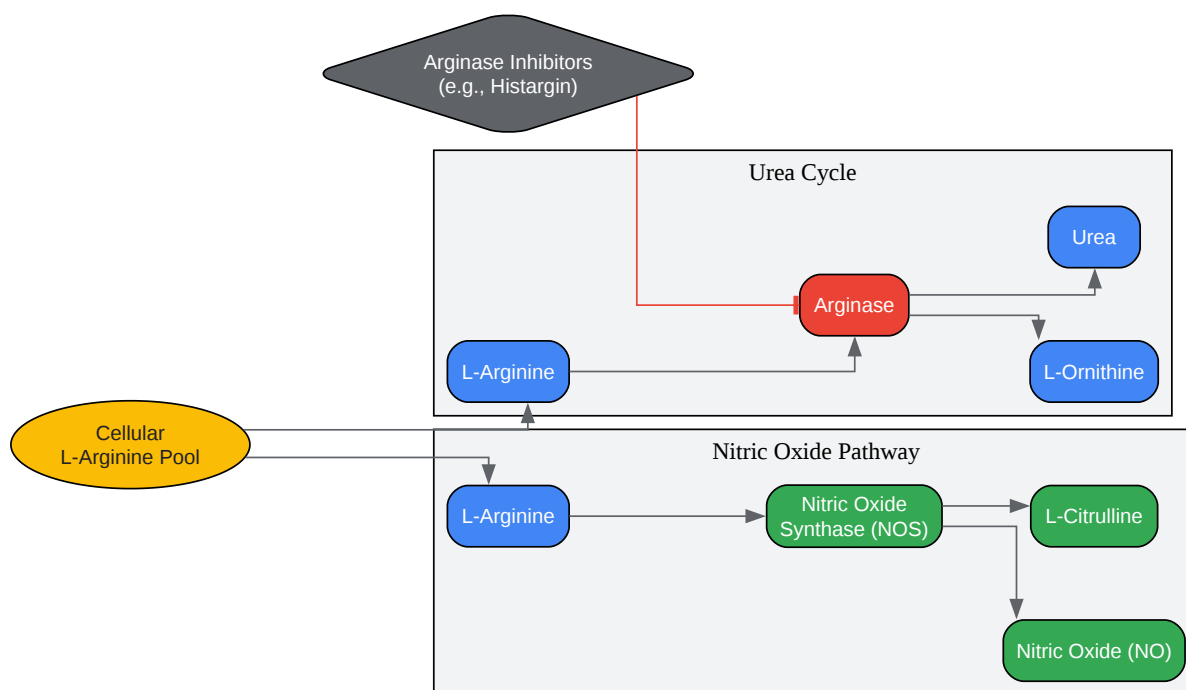 Arginase Inhibitors
(e.g., Histargin)
Urea Cycle
Urea
Arginase
L-Arginine
L-Ornithine
Cellular
L-Arginine Pool
Nitric Oxide Pathway
L-Arginine
Nitric Oxide
Synthase (NOS)
L-Citrulline
Nitric Oxide (NO)